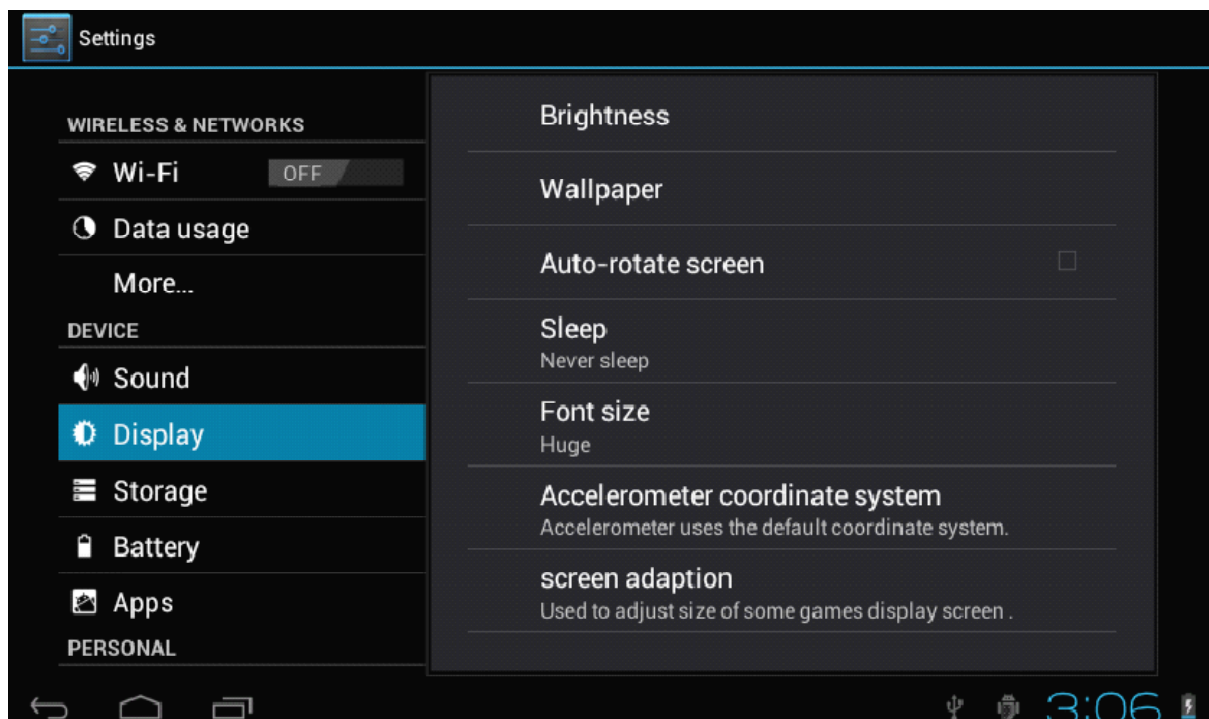 Settings
WIRELESS & NETWORKS
Wi-Fi OFF
Data usage
More...
DEVICE
Sound
Display
Storage
Battery
Apps
PERSONAL
Brightness
Wallpaper
Auto-rotate screen
Sleep
Never sleep
Font size
Huge
Accelerometer coordinate system
Accelerometer uses the default coordinate system.
screen adaption
Used to adjust size of some games display screen .
3:06